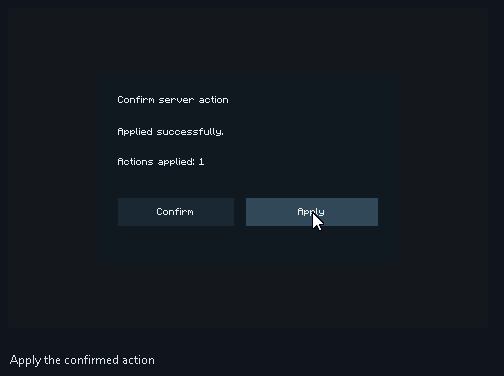 Confirm server action
Applied successfully.
Actions applied: 1
Confirm
Apply
Apply the confirmed action